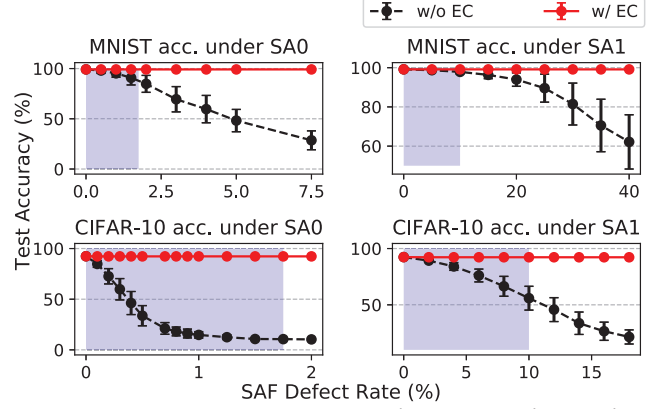 w/o EC w/ EC
MNIST acc. under SA0 MNIST acc. under SA1
100
50
0
0.0 2.5 5.0 7.5
100
80
60
0 20 40
CIFAR-10 acc. under SA0 CIFAR-10 acc. under SA1
100
50
0
0 1 2
100
50
0 5 10 15
Test Accuracy (%)
SAF Defect Rate (%)